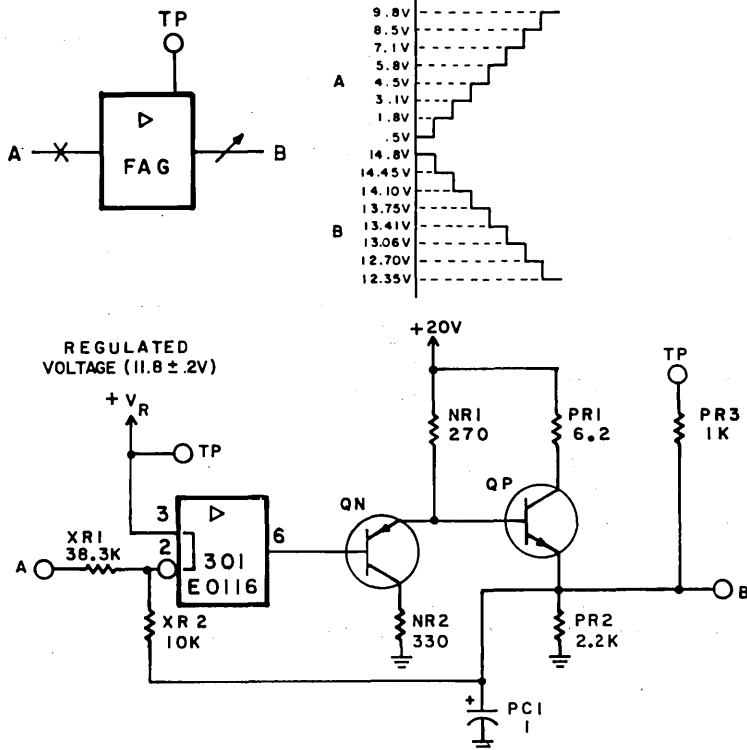 TP
A
FAG
B
A
9.8V
8.5V
7.1V
5.8V
4.5V
3.1V
1.8V
.5V
B
14.8V
14.45V
14.10V
13.75V
13.41V
13.06V
12.70V
12.35V
REGULATED
VOLTAGE (11.8 ± .2V)
+ VR
TP
+20V
TP
NR1
270
PR1
6.2
PR3
1K
QN
QP
3
2
6
301
E0116
A
XR1
38.3K
XR2
10K
B
NR2
330
PR2
2.2K
+
PC1
1